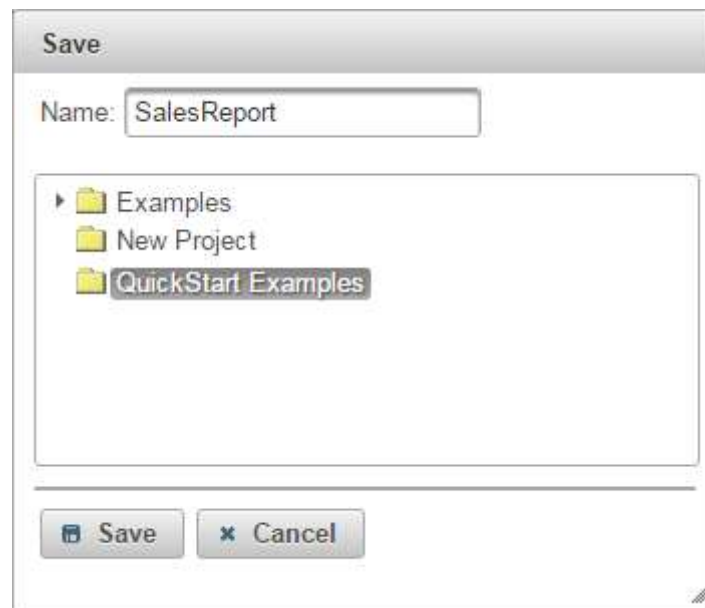 Save
Name: SalesReport
Examples
New Project
QuickStart Examples
Save Cancel